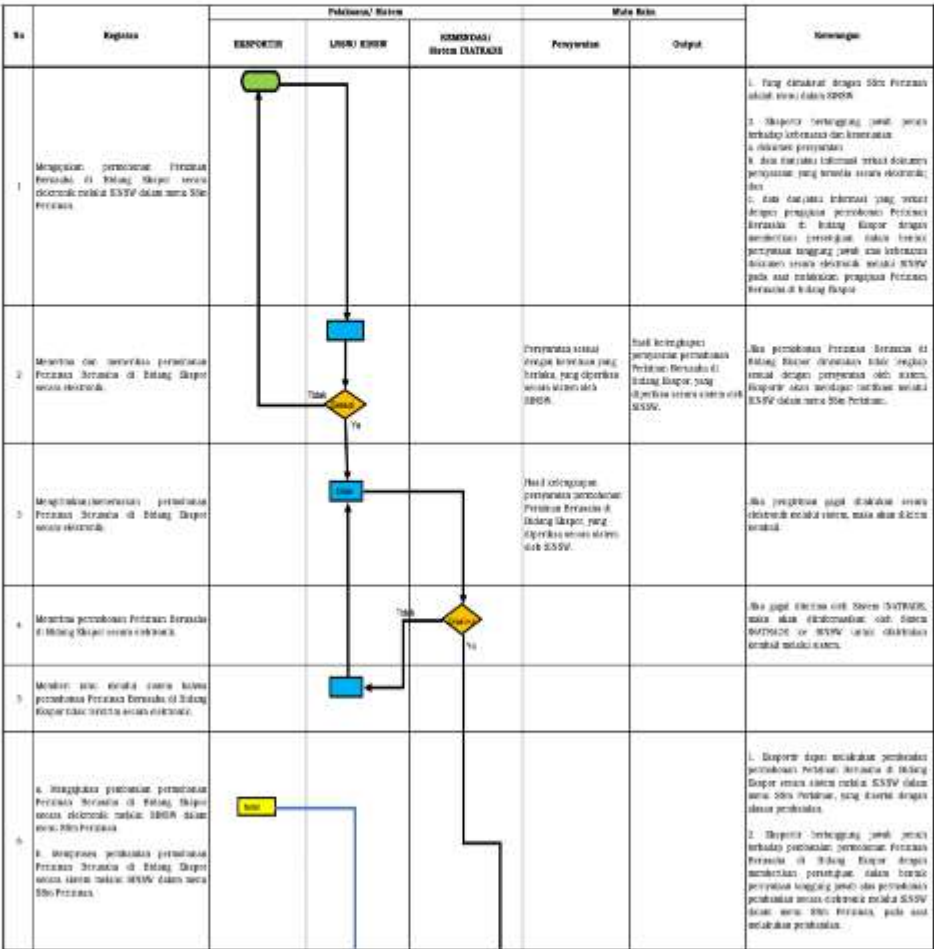 No
Kegiatan
Pelaksana/ Sistem
Mutu Baku
Keterangan
EKSPORTIR
LNSW/ SINSW
KEMENDAG/
Sistem INATRADE
Persyaratan
Output
1
Mengajukan permohonan Perizinan
Berusaha di Bidang Ekspor secara
elektronik melalui SINSW dalam menu SSm
Perizinan.
1. Yang dimaksud dengan SSm Perizinan
adalah menu dalam SINSW
2. Eksportir bertanggung jawab penuh
terhadap kebenaran dan kesesuaian:
a. dokumen persyaratan
b. data dan/atau informasi terkait dokumen
persyaratan yang tersedia secara elektronik;
dan
c. data dan/atau informasi yang terkait
dengan pengajuan permohonan Perizinan
Berusaha di Bidang Ekspor dengan
memberikan persetujuan dalam bentuk
pernyataan tanggung jawab atas kebenaran
dokumen secara elektronik melalui SINSW
pada saat melakukan pengajuan Perizinan
Berusaha di Bidang Ekspor
2
Menerima dan memeriksa permohonan
Perizinan Berusaha di Bidang Ekspor
secara elektronik.
Tidak
Sesuai
Ya
Persyaratan sesuai
dengan ketentuan yang
berlaku, yang diperiksa
secara sistem oleh
SINSW.
Hasil kelengkapan
persyaratan permohonan
Perizinan Berusaha di
Bidang Ekspor, yang
diperiksa secara sistem oleh
SINSW.
Jika permohonan Perizinan Berusaha di
Bidang Ekspor dinyatakan tidak lengkap
sesuai dengan persyaratan oleh sistem,
Eksportir akan mendapat notifikasi melalui
SINSW dalam menu SSm Perizinan.
3
Mengirimkan/meneruskan permohonan
Perizinan Berusaha di Bidang Ekspor
secara elektronik.
Hasil kelengkapan
persyaratan permohonan
Perizinan Berusaha di
Bidang Ekspor, yang
diperiksa secara sistem
oleh SINSW.
Jika pengiriman gagal dilakukan secara
elektronik melalui sistem, maka akan dikirim
kembali.
4
Menerima permohonan Perizinan Berusaha
di Bidang Ekspor secara elektronik.
Tidak
Ya
Jika gagal diterima oleh Sistem INATRADE,
maka akan diinformasikan oleh Sistem
INATRADE ke SINSW untuk dikirimkan
kembali melalui sistem.
5
Memberi info melalui sistem bahwa
permohonan Perizinan Berusaha di Bidang
Ekspor tidak terkirim secara elektronik.
6
a. Mengajukan pembatalan permohonan
Perizinan Berusaha di Bidang Ekspor
secara elektronik melalui SINSW dalam
menu SSm Perizinan
b. Memproses pembatalan permohonan
Perizinan Berusaha di Bidang Ekspor
secara sistem melalui SINSW dalam menu
SSm Perizinan.
1. Eksportir dapat melakukan pembatalan
permohonan Perizinan Berusaha di Bidang
Ekspor secara sistem melalui SINSW dalam
menu SSm Perizinan, yang disertai dengan
alasan pembatalan.
2. Eksportir bertanggung jawab penuh
terhadap pembatalan permohonan Perizinan
Berusaha di Bidang Ekspor dengan
memberikan persetujuan dalam bentuk
pernyataan tanggung jawab atas permohonan
pembatalan secara elektronik melalui SINSW
dalam menu SSm Perizinan, pada saat
melakukan pembatalan.